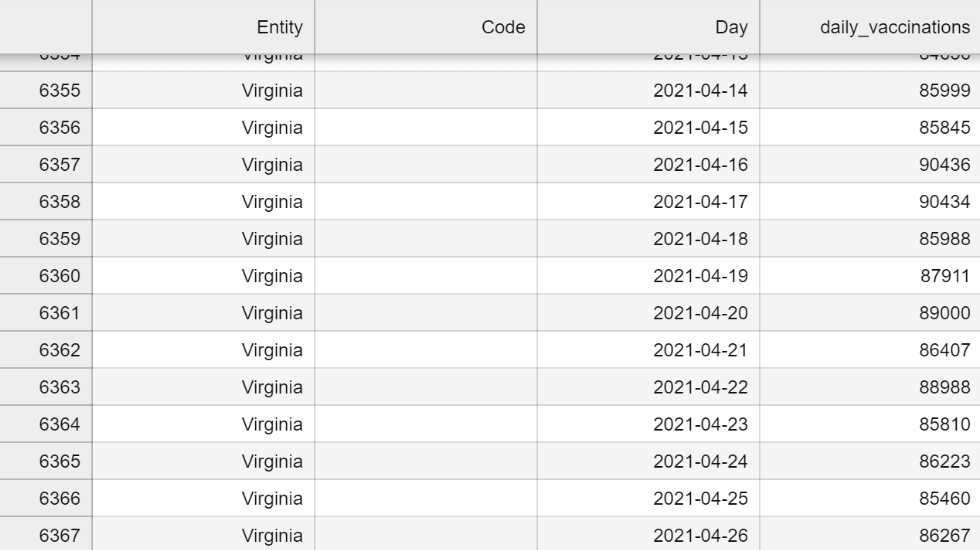 Entity Code Day daily_vaccinations
Virginia
6355 Virginia 2021-04-14 85999
6356 Virginia 2021-04-15 85845
6357 Virginia 2021-04-16 90436
6358 Virginia 2021-04-17 90434
6359 Virginia 2021-04-18 85988
6360 Virginia 2021-04-19 87911
6361 Virginia 2021-04-20 89000
6362 Virginia 2021-04-21 86407
6363 Virginia 2021-04-22 88988
6364 Virginia 2021-04-23 85810
6365 Virginia 2021-04-24 86223
6366 Virginia 2021-04-25 85460
6367 Virginia 2021-04-26 86267